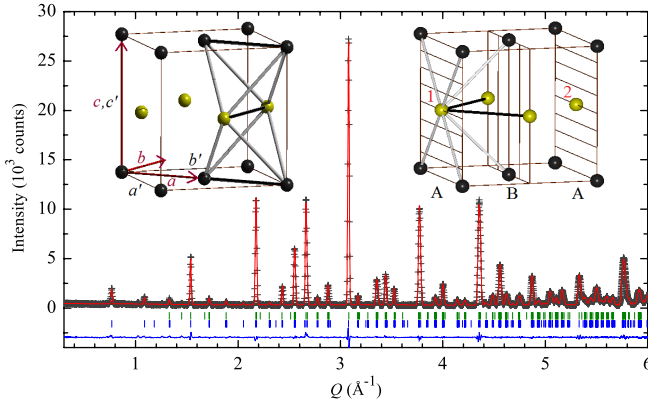 30
25
20
15
10
5
0
Intensity (10³ counts)
c,c'
b
a
a'
b'
1
2
A B A
1 2 3 4 5 6
Q (Å⁻¹)